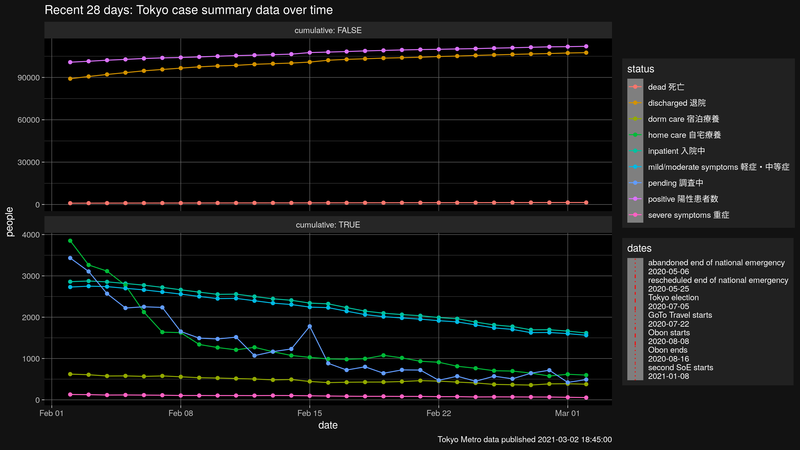 Recent 28 days: Tokyo case summary data over time
cumulative: FALSE
90000
60000
30000
0
cumulative: TRUE
4000
3000
2000
1000
0
people
Feb 01
Feb 08
Feb 15
Feb 22
Mar 01
date
Tokyo Metro data published 2021-03-02 18:45:00
status
dead 死亡
discharged 退院
dorm care 宿泊療養
home care 自宅療養
inpatient 入院中
mild/moderate symptoms 軽症・中等症
pending 調査中
positive 陽性患者数
severe symptoms 重症
dates
abandoned end of national emergency
2020-05-06
rescheduled end of national emergency
2020-05-25
Tokyo election
2020-07-05
GoTo Travel starts
2020-07-22
Obon starts
2020-08-08
Obon ends
2020-08-16
second SoE starts
2021-01-08